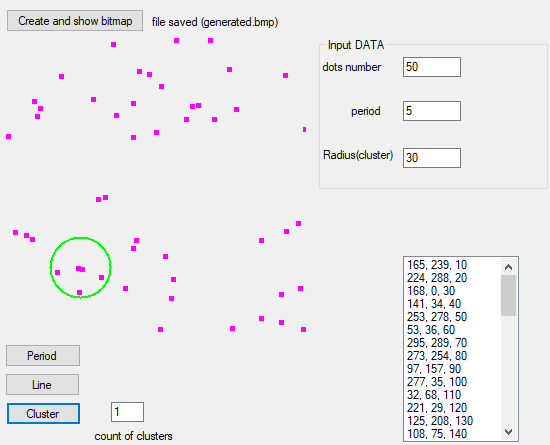 Create and show bitmap file saved (generated.bmp)
Input DATA
dots number 50
period 5
Radius(cluster) 30
165, 239, 10
224, 288, 20
168, 0, 30
141, 34, 40
253, 278, 50
53, 36, 60
295, 289, 70
273, 254, 80
97, 157, 90
277, 35, 100
32, 68, 110
221, 29, 120
125, 208, 130
108, 75, 140
Period
Line
Cluster 1
count of clusters